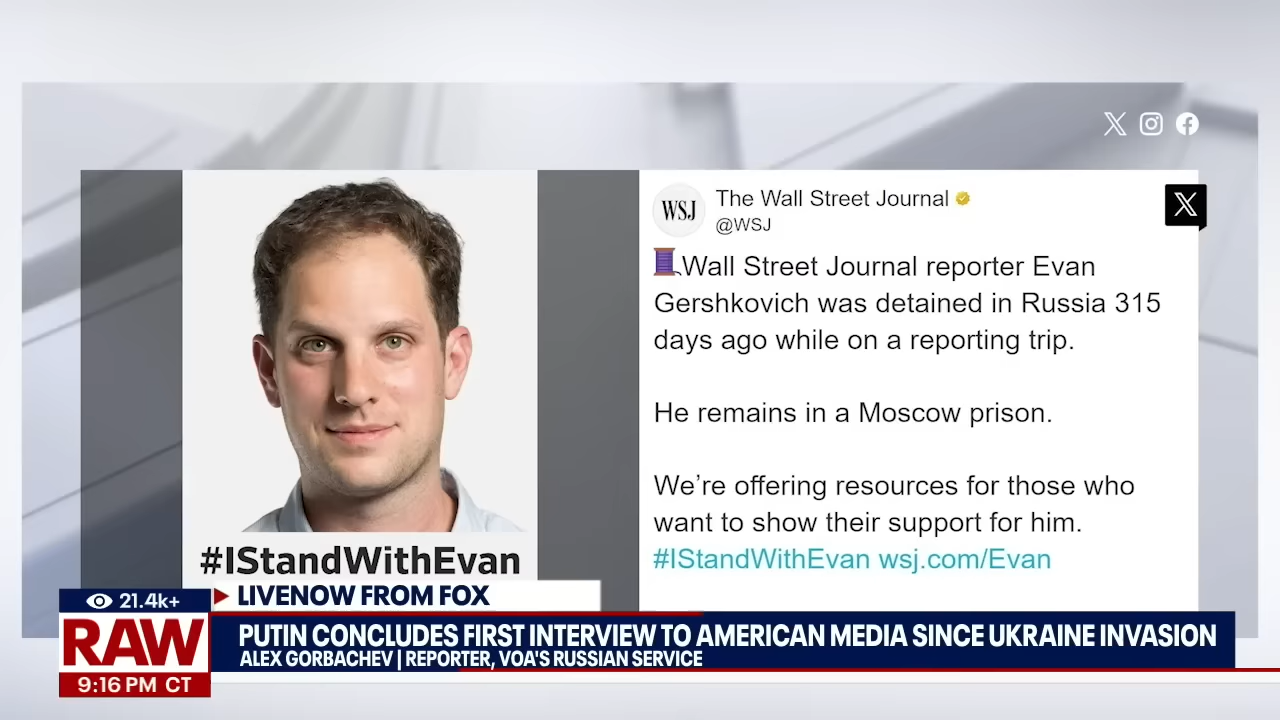 WSJ
The Wall Street Journal
@WSJ
Wall Street Journal reporter Evan
Gershkovich was detained in Russia 315
days ago while on a reporting trip.
He remains in a Moscow prison.
We’re offering resources for those who
want to show their support for him.
#IStandWithEvan wsj.com/Evan
#IStandWithEvan
21.4k+
LIVENOW FROM FOX
RAW
PUTIN CONCLUDES FIRST INTERVIEW TO AMERICAN MEDIA SINCE UKRAINE INVASION
ALEX GORBACHEV | REPORTER, VOA'S RUSSIAN SERVICE
9:16 PM CT